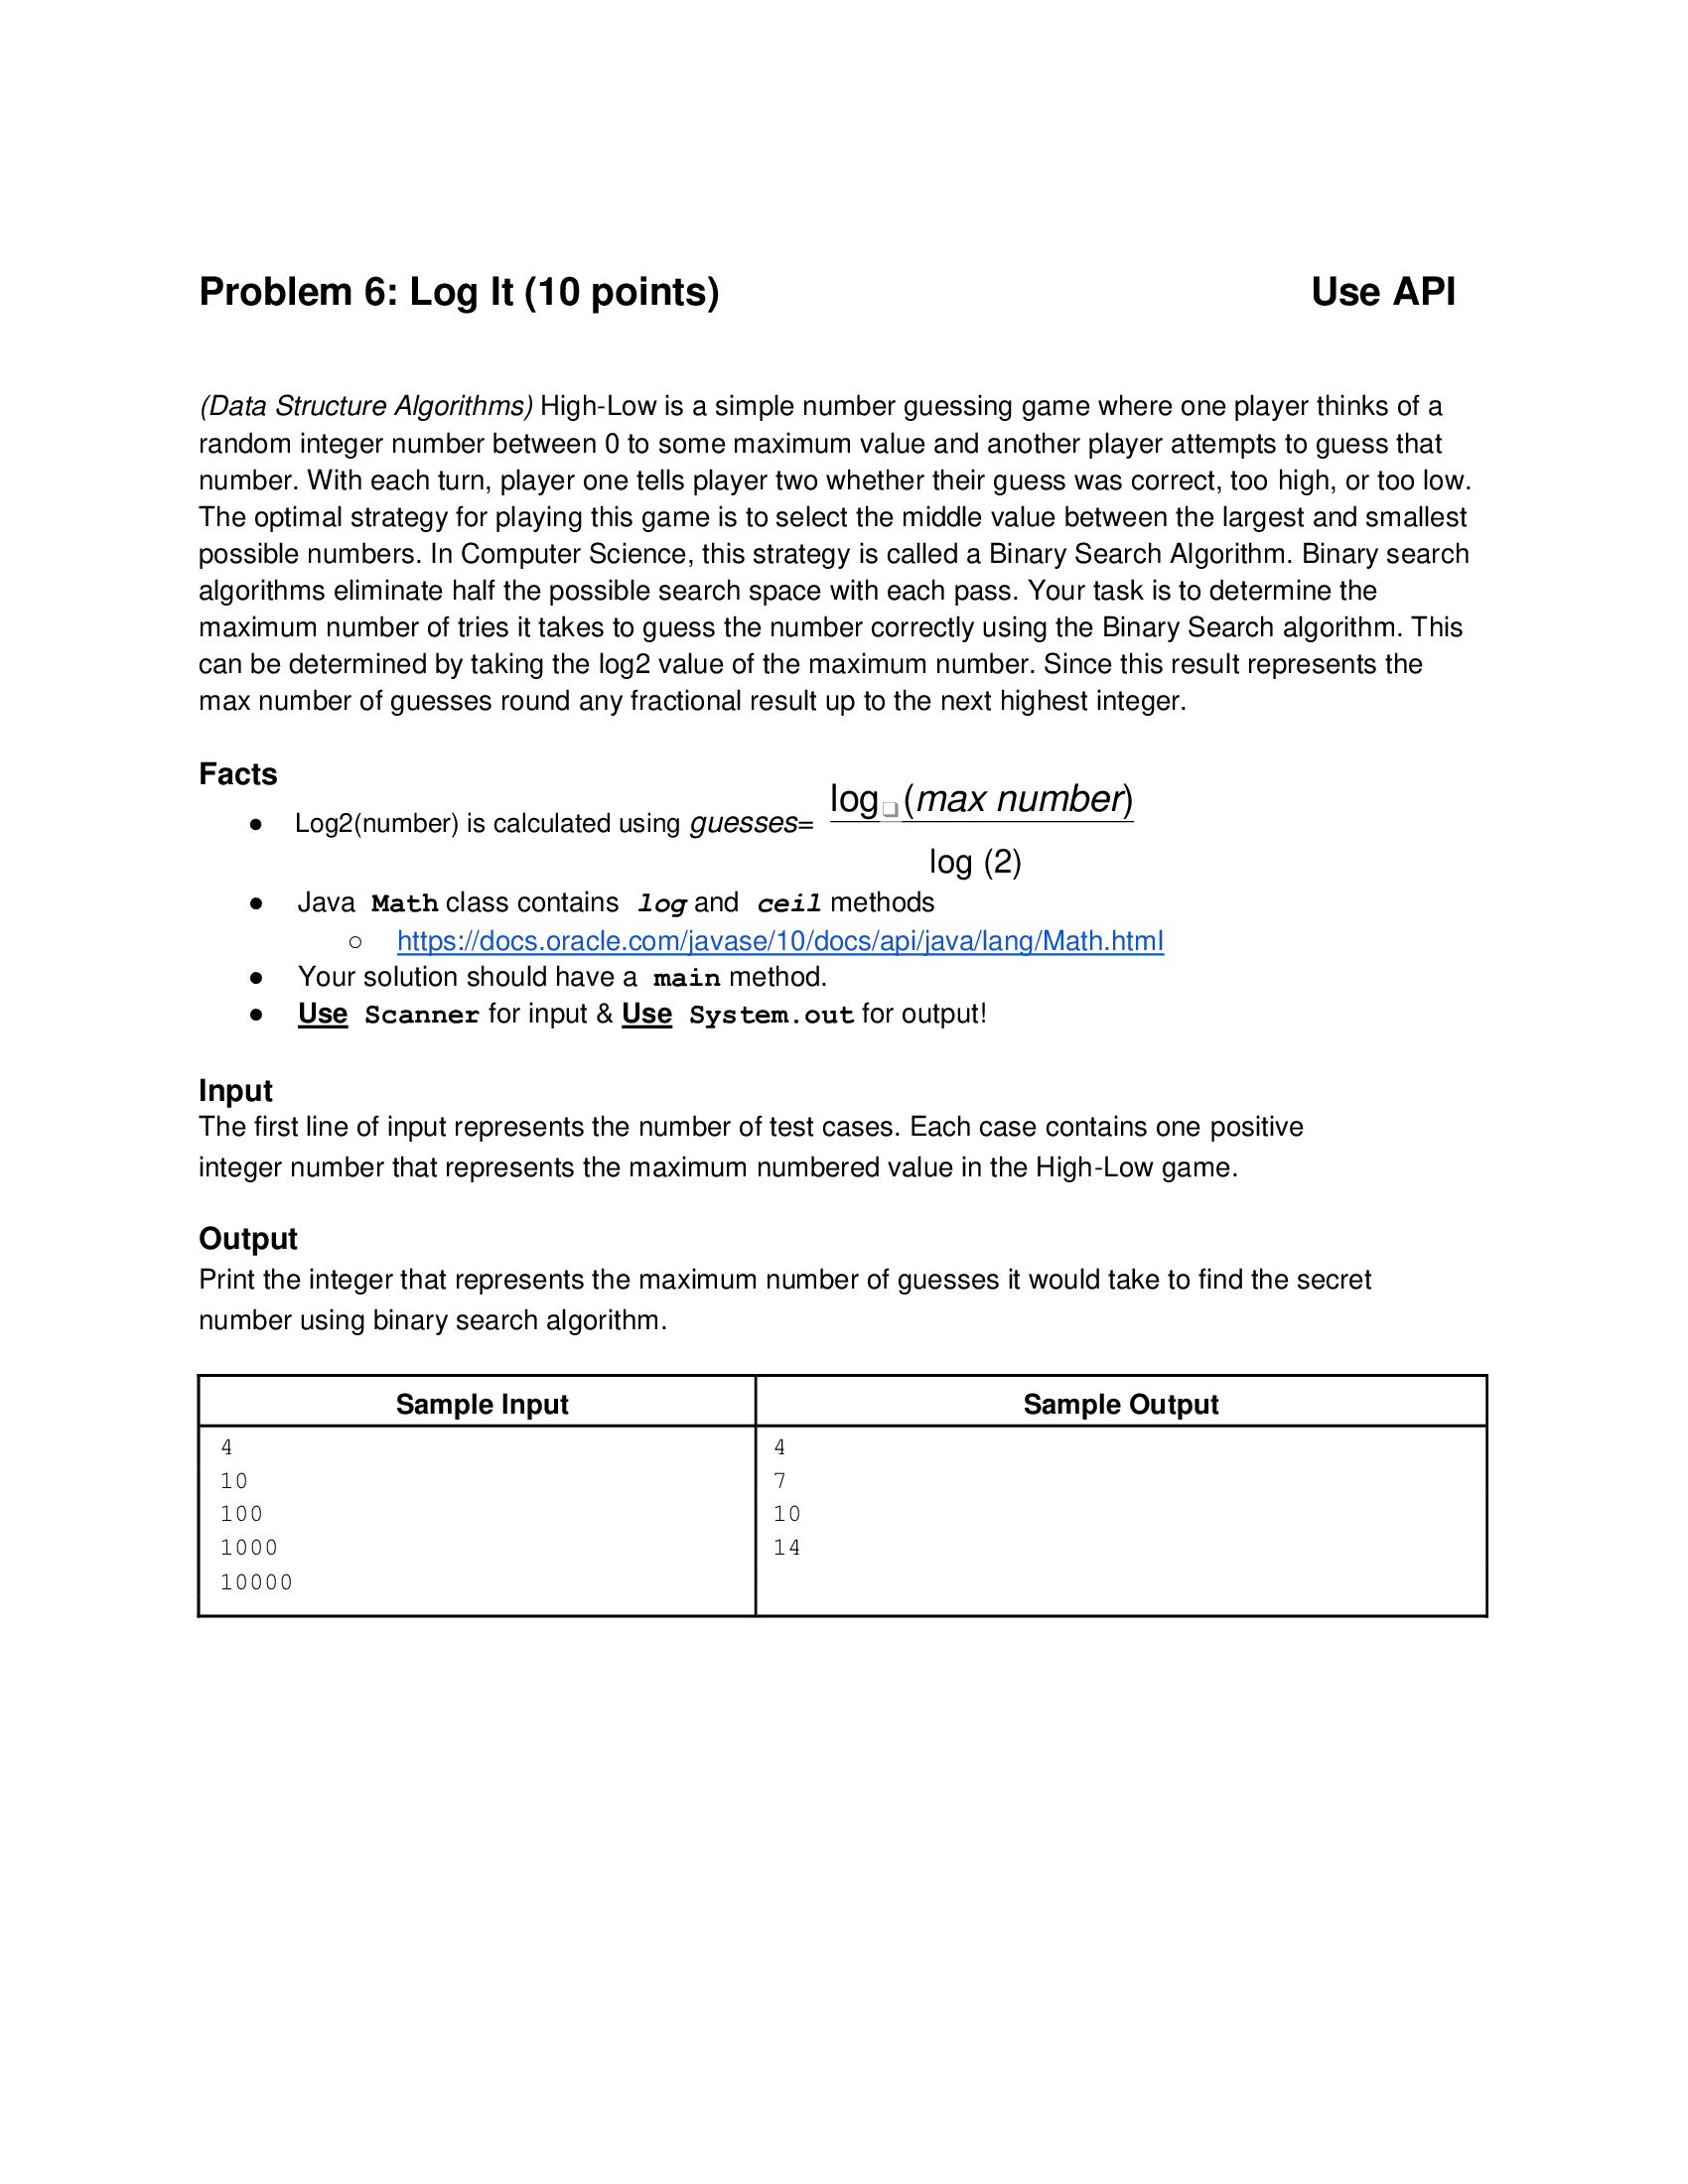 Problem 6: Log It (10 points) Use API
(Data Structure Algorithms) High-Low is a simple number guessing game where one player thinks of a
random integer number between 0 to some maximum value and another player attempts to guess that
number. With each turn, player one tells player two whether their guess was correct, too high, or too low.
The optimal strategy for playing this game is to select the middle value between the largest and smallest
possible numbers. In Computer Science, this strategy is called a Binary Search Algorithm. Binary search
algorithms eliminate half the possible search space with each pass. Your task is to determine the
maximum number of tries it takes to guess the number correctly using the Binary Search algorithm. This
can be determined by taking the log2 value of the maximum number. Since this result represents the
max number of guesses round any fractional result up to the next highest integer.
Facts
● Log2(number) is calculated using guesses= log❑(max number)
log (2)
● Java Math class contains log and ceil methods
○ https://docs.oracle.com/javase/10/docs/api/java/lang/Math.html
● Your solution should have a main method.
● Use Scanner for input & Use System.out for output!
Input
The first line of input represents the number of test cases. Each case contains one positive
integer number that represents the maximum numbered value in the High-Low game.
Output
Print the integer that represents the maximum number of guesses it would take to find the secret
number using binary search algorithm.
Sample Input Sample Output
4 4
10 7
100 10
1000 14
10000